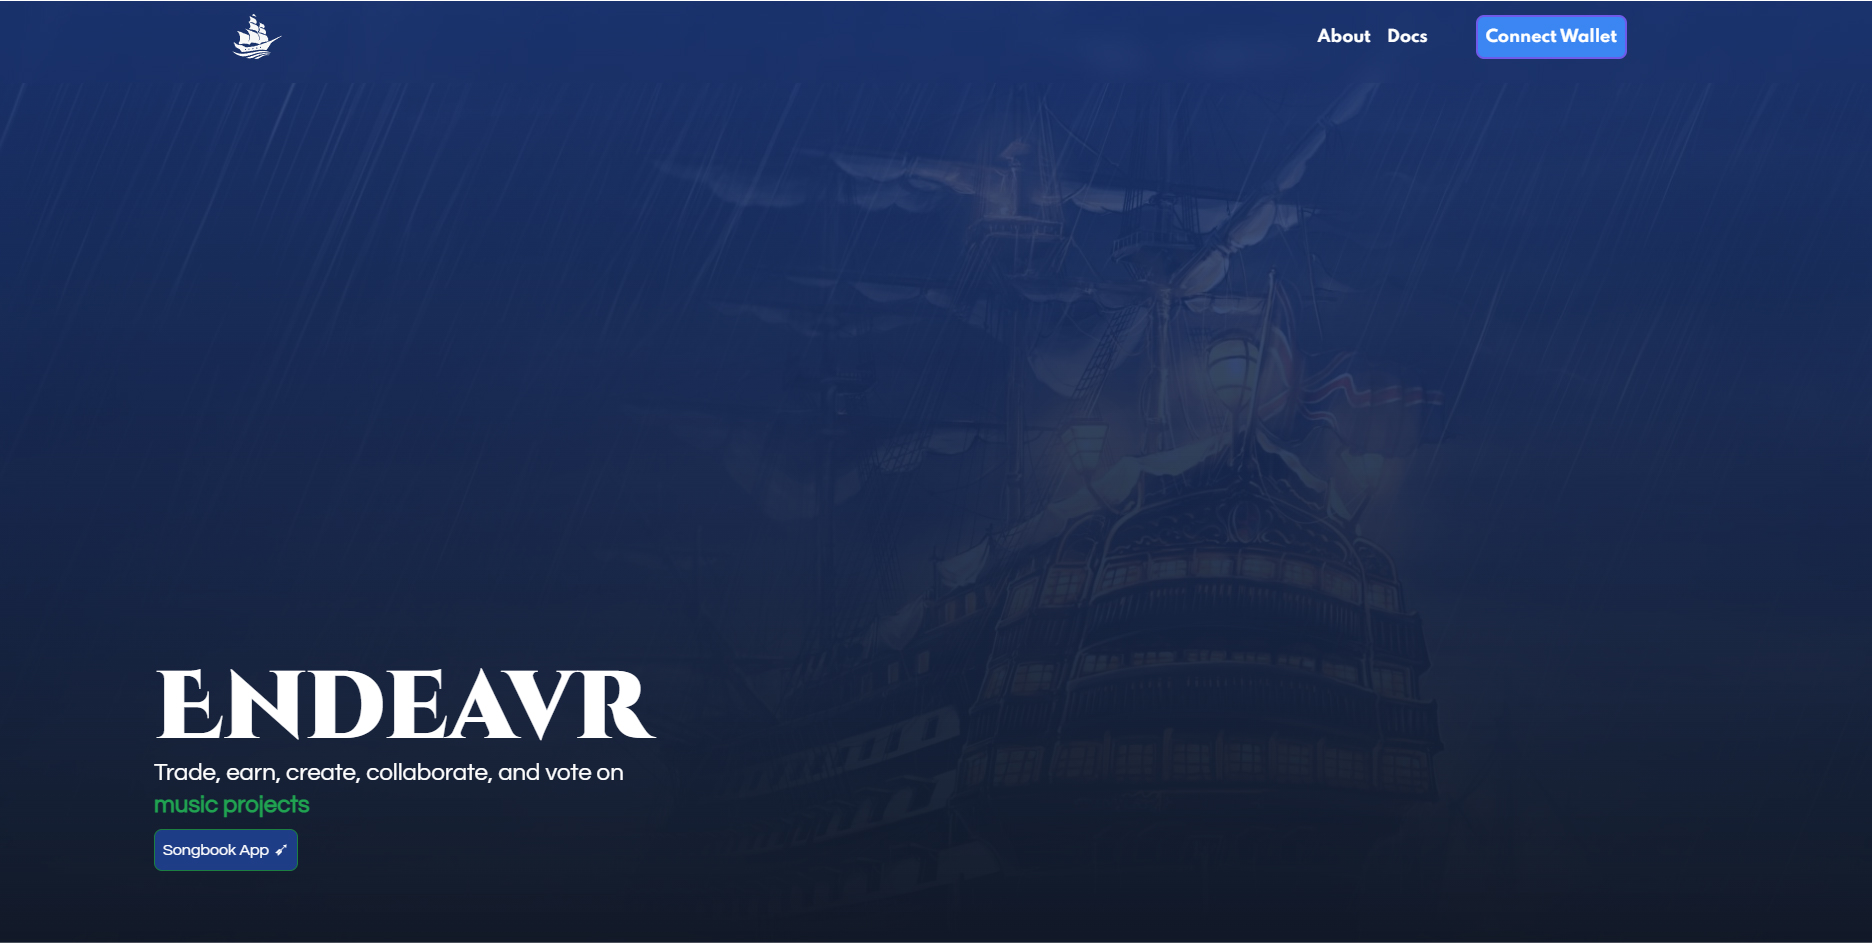 About
Docs
Connect Wallet
Endeavr
Trade, earn, create, collaborate, and vote on
music projects
Songbook App ➶